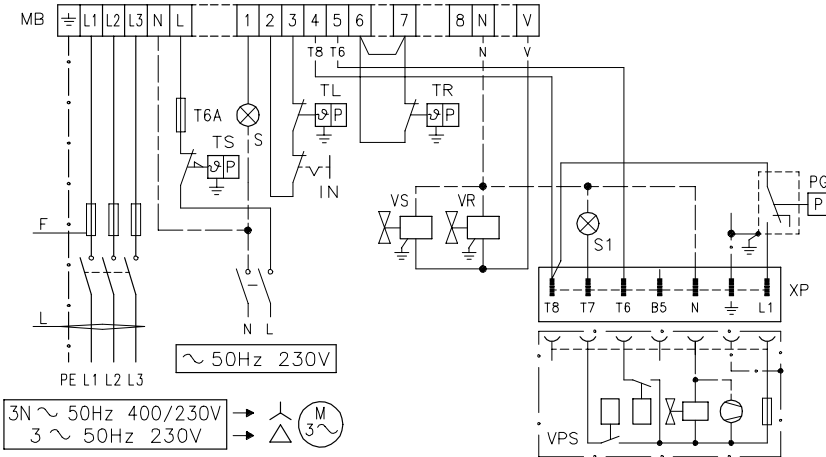 MB ⏚ L1 L2 L3 N L 1 2 3 4 5 6 7 8 N V
T8 T6 N V
T6A S TL ϑ P TR ϑ P
TS ϑ P
IN
PG
P
F
VS VR
S1
XP
T8 T7 T6 B5 N ⏚ L1
L
N L
~ 50Hz 230V
PE L1 L2 L3
3N ~ 50Hz 400/230V
3 ~ 50Hz 230V
M
3~
VPS